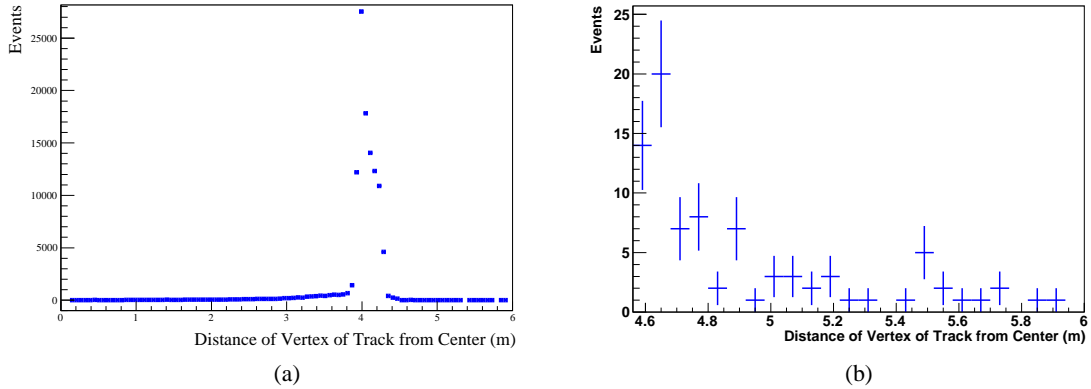 Events
25000
20000
15000
10000
5000
0
0 1 2 3 4 5 6
Distance of Vertex of Track from Center (m)
(a)
Events
25
20
15
10
5
0
4.6 4.8 5 5.2 5.4 5.6 5.8 6
Distance of Vertex of Track from Center (m)
(b)